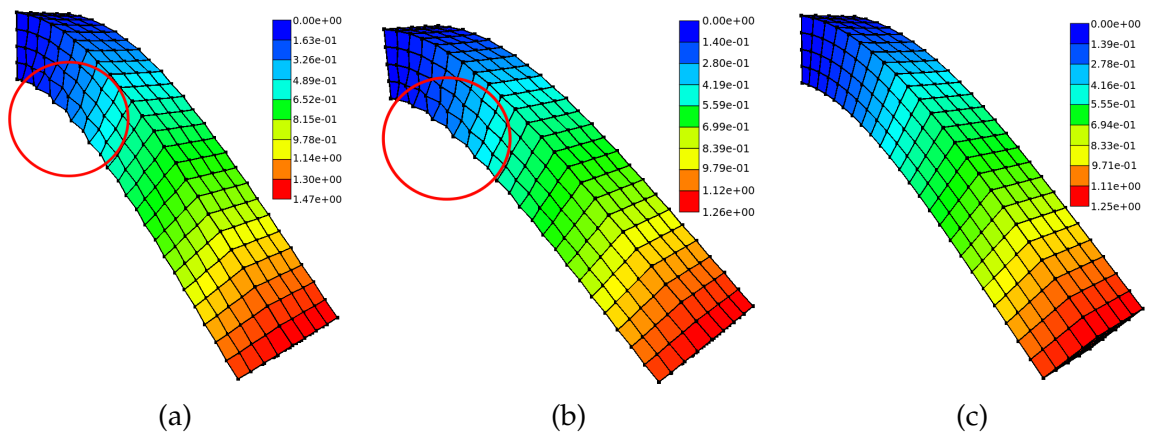 0.00e+00
1.63e-01
3.26e-01
4.89e-01
6.52e-01
8.15e-01
9.78e-01
1.14e+00
1.30e+00
1.47e+00
(a)
0.00e+00
1.40e-01
2.80e-01
4.20e-01
5.59e-01
6.99e-01
8.39e-01
9.79e-01
1.12e+00
1.26e+00
(b)
0.00e+00
1.39e-01
2.78e-01
4.16e-01
5.55e-01
6.94e-01
8.33e-01
9.71e-01
1.11e+00
1.25e+00
(c)